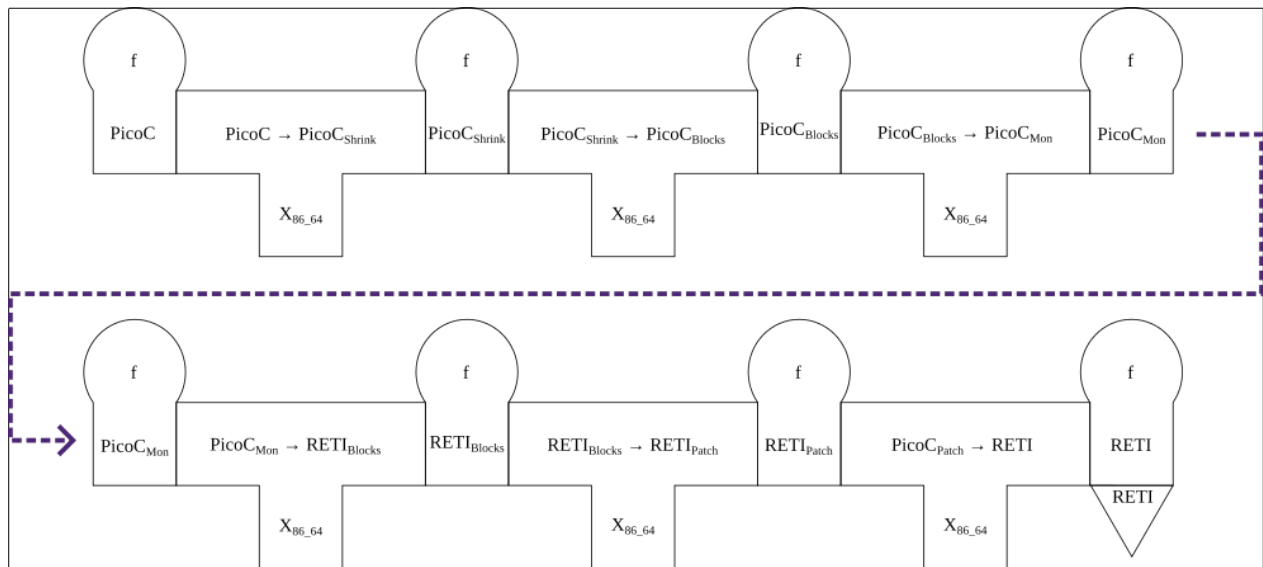 f
f
f
f
PicoC
PicoC → PicoC_Shrink
PicoC_Shrink
PicoC_Shrink → PicoC_Blocks
PicoC_Blocks
PicoC_Blocks → PicoC_Mon
PicoC_Mon
X_86_64
X_86_64
X_86_64
f
f
f
f
PicoC_Mon
PicoC_Mon → RETI_Blocks
RETI_Blocks
RETI_Blocks → RETI_Patch
RETI_Patch
PicoC_Patch → RETI
RETI
RETI
X_86_64
X_86_64
X_86_64